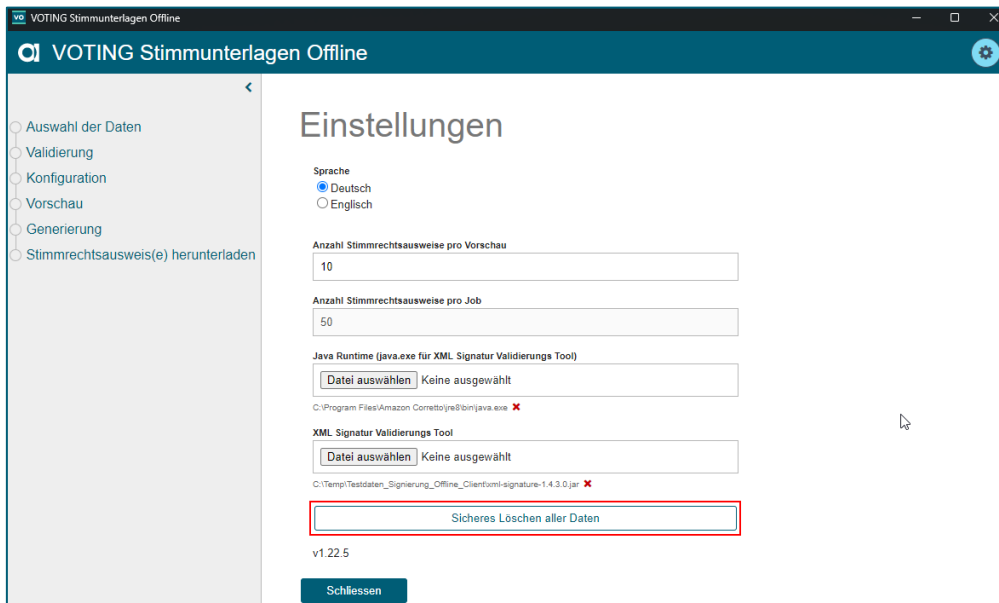 VO VOTING Stimmunterlagen Offline
VOTING Stimmunterlagen Offline
Auswahl der Daten
Validierung
Konfiguration
Vorschau
Generierung
Stimmrechtsausweis(e) herunterladen
Einstellungen
Sprache
Deutsch
Englisch
Anzahl Stimmrechtsausweise pro Vorschau
10
Anzahl Stimmrechtsausweise pro Job
50
Java Runtime (java.exe für XML Signatur Validierungs Tool)
Datei auswählen Keine ausgewählt
C:\Program Files\Amazon Corretto\jre8\bin\java.exe
XML Signatur Validierungs Tool
Datei auswählen Keine ausgewählt
C:\Temp\Testdaten_Signierung_Offline_Client\xml-signature-1.4.3.0.jar
Sicheres Löschen aller Daten
v1.22.5
Schliessen